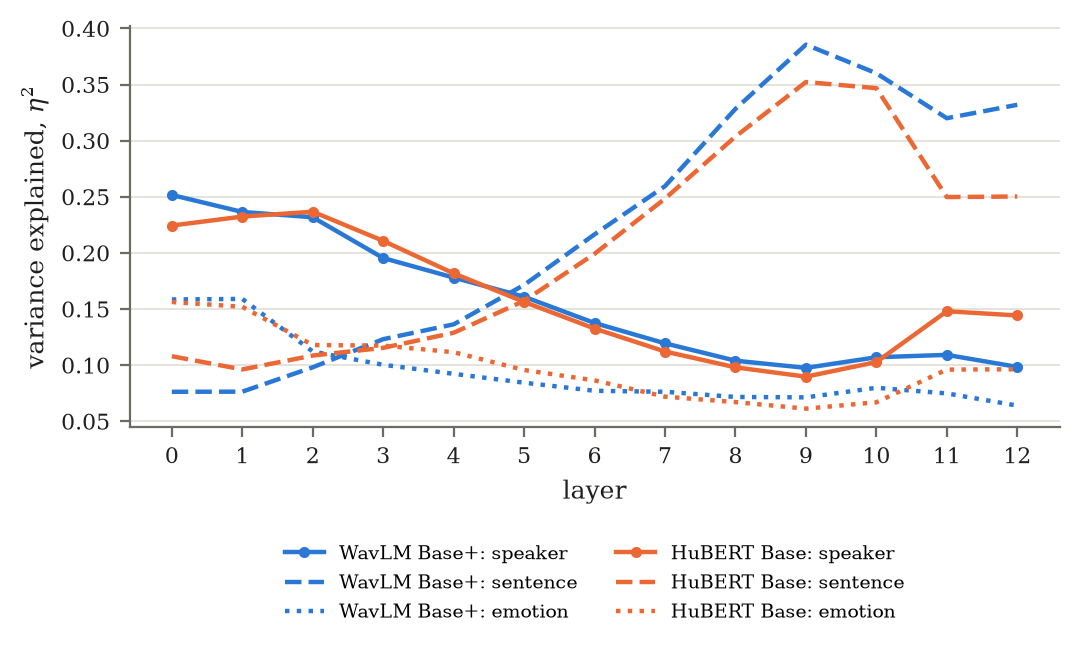 0.40
0.35
0.30
0.25
0.20
0.15
0.10
0.05
variance explained, η²
0 1 2 3 4 5 6 7 8 9 10 11 12
layer
WavLM Base+: speaker HuBERT Base: speaker
WavLM Base+: sentence HuBERT Base: sentence
WavLM Base+: emotion HuBERT Base: emotion